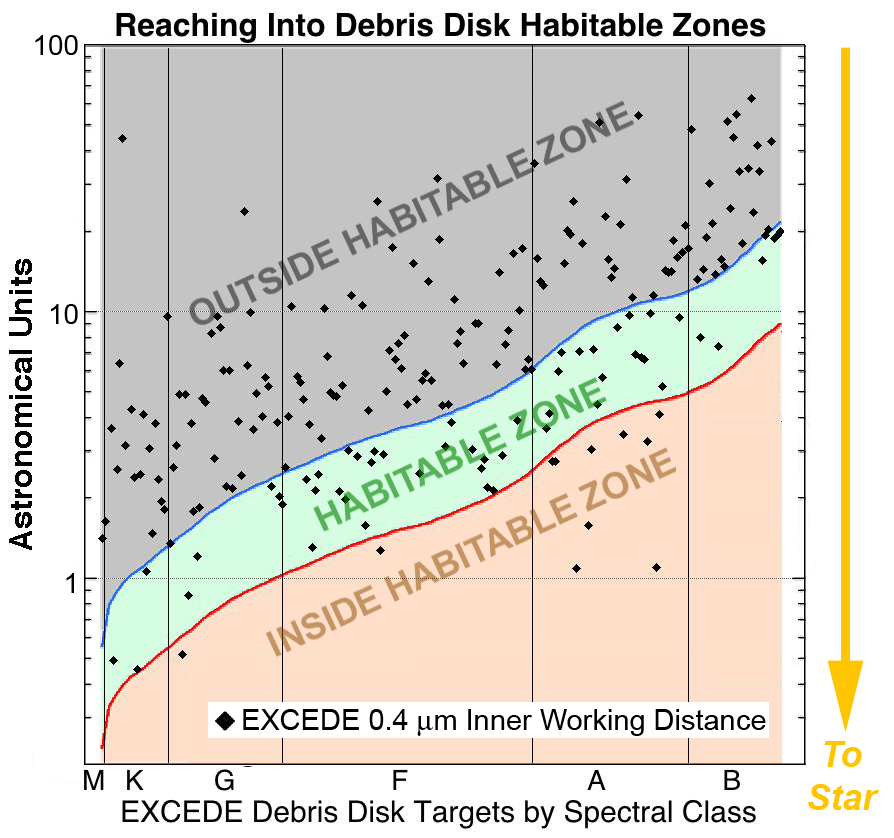 Reaching Into Debris Disk Habitable Zones
100
10
1
Astronomical Units
OUTSIDE HABITABLE ZONE
HABITABLE ZONE
INSIDE HABITABLE ZONE
EXCEDE 0.4 μm Inner Working Distance
M K G F A B
EXCEDE Debris Disk Targets by Spectral Class
To
Star